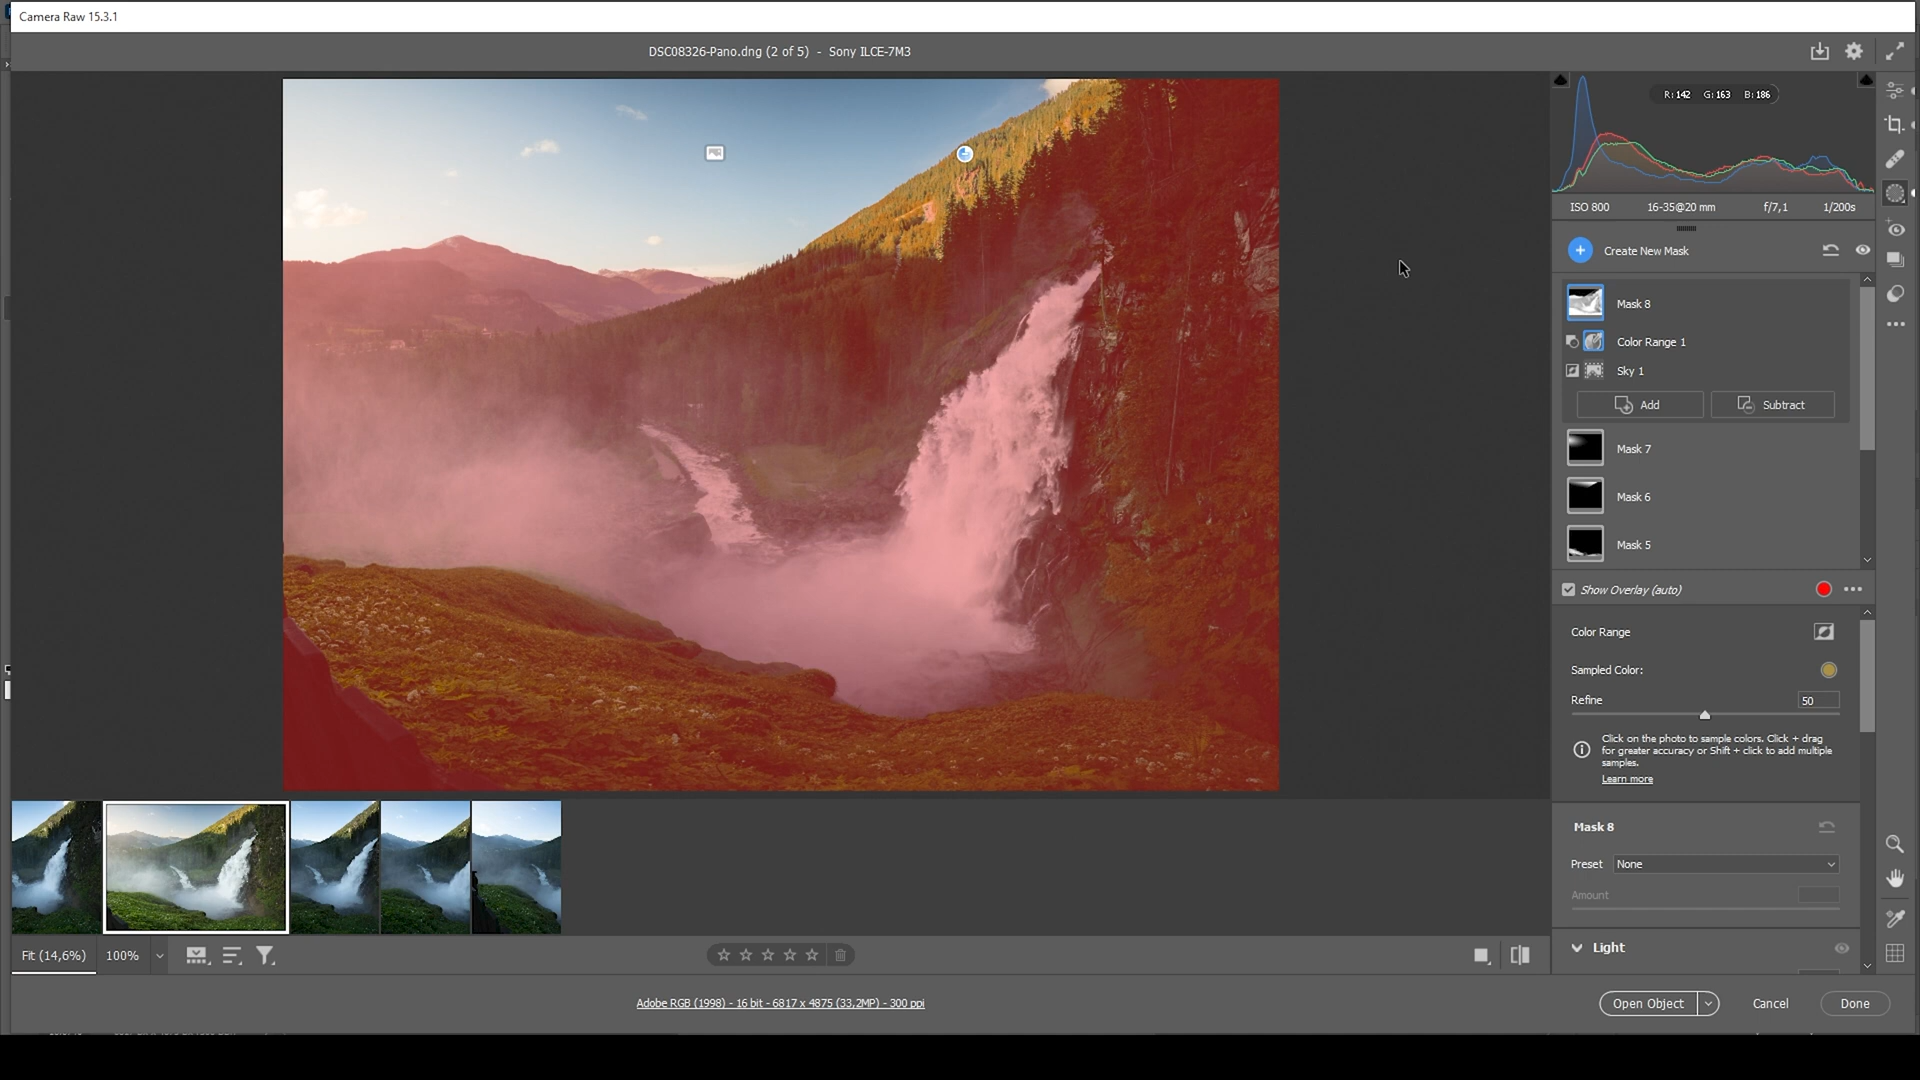 Camera Raw 15.3.1
DSC08326-Pano.dng (2 of 5) - Sony ILCE-7M3
R: 142 G: 163 B: 186
ISO 800 16-35@20 mm f/7,1 1/200s
Create New Mask
Mask 8
Color Range 1
Sky 1
Add Subtract
Mask 7
Mask 6
Mask 5
Show Overlay (auto)
Color Range
Sampled Color:
Refine 50
Click on the photo to sample colors. Click + drag
for greater accuracy or Shift + click to add multiple
samples.
Learn more
Mask 8
Preset None
Amount
Light
Fit (14,6%) 100%
Adobe RGB (1998) - 16 bit - 6817 x 4875 (33,2MP) - 300 ppi
Open Object Cancel Done